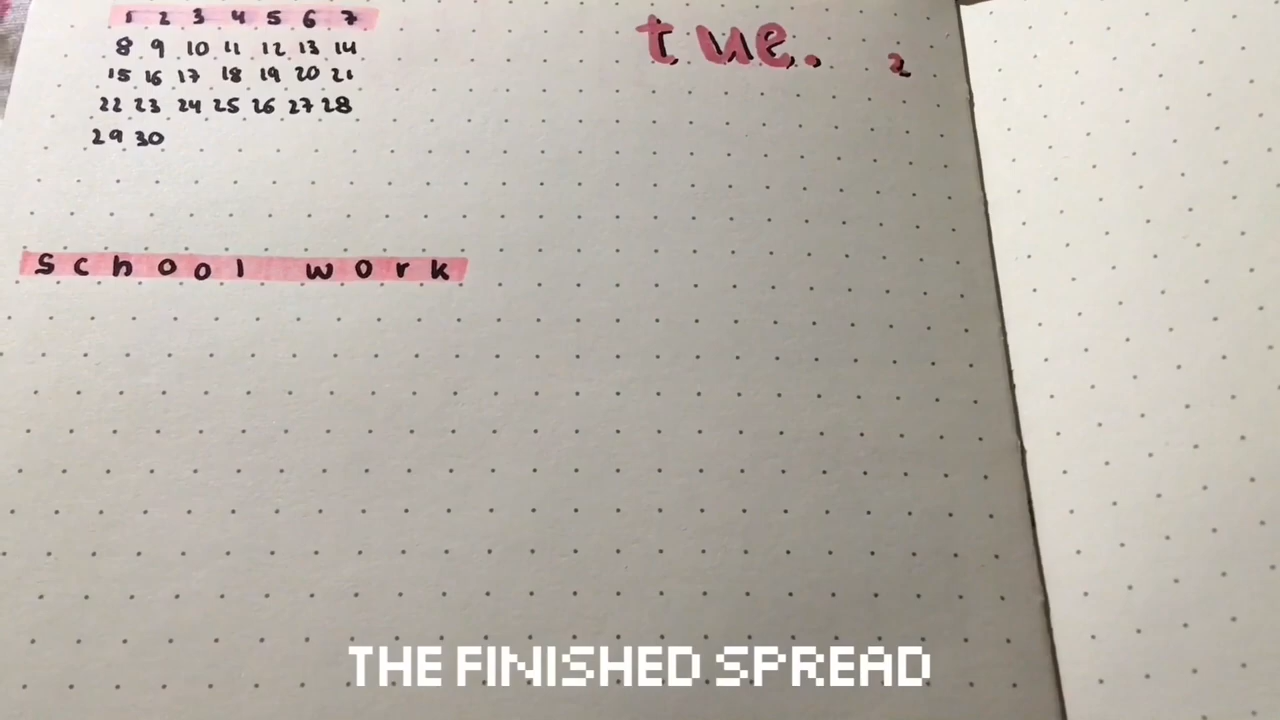 1 2 3 4 5 6 7
8 9 10 11 12 13 14
15 16 17 18 19 20 21
22 23 24 25 26 27 28
29 30
tue. 2
school work
THE FINISHED SPREAD